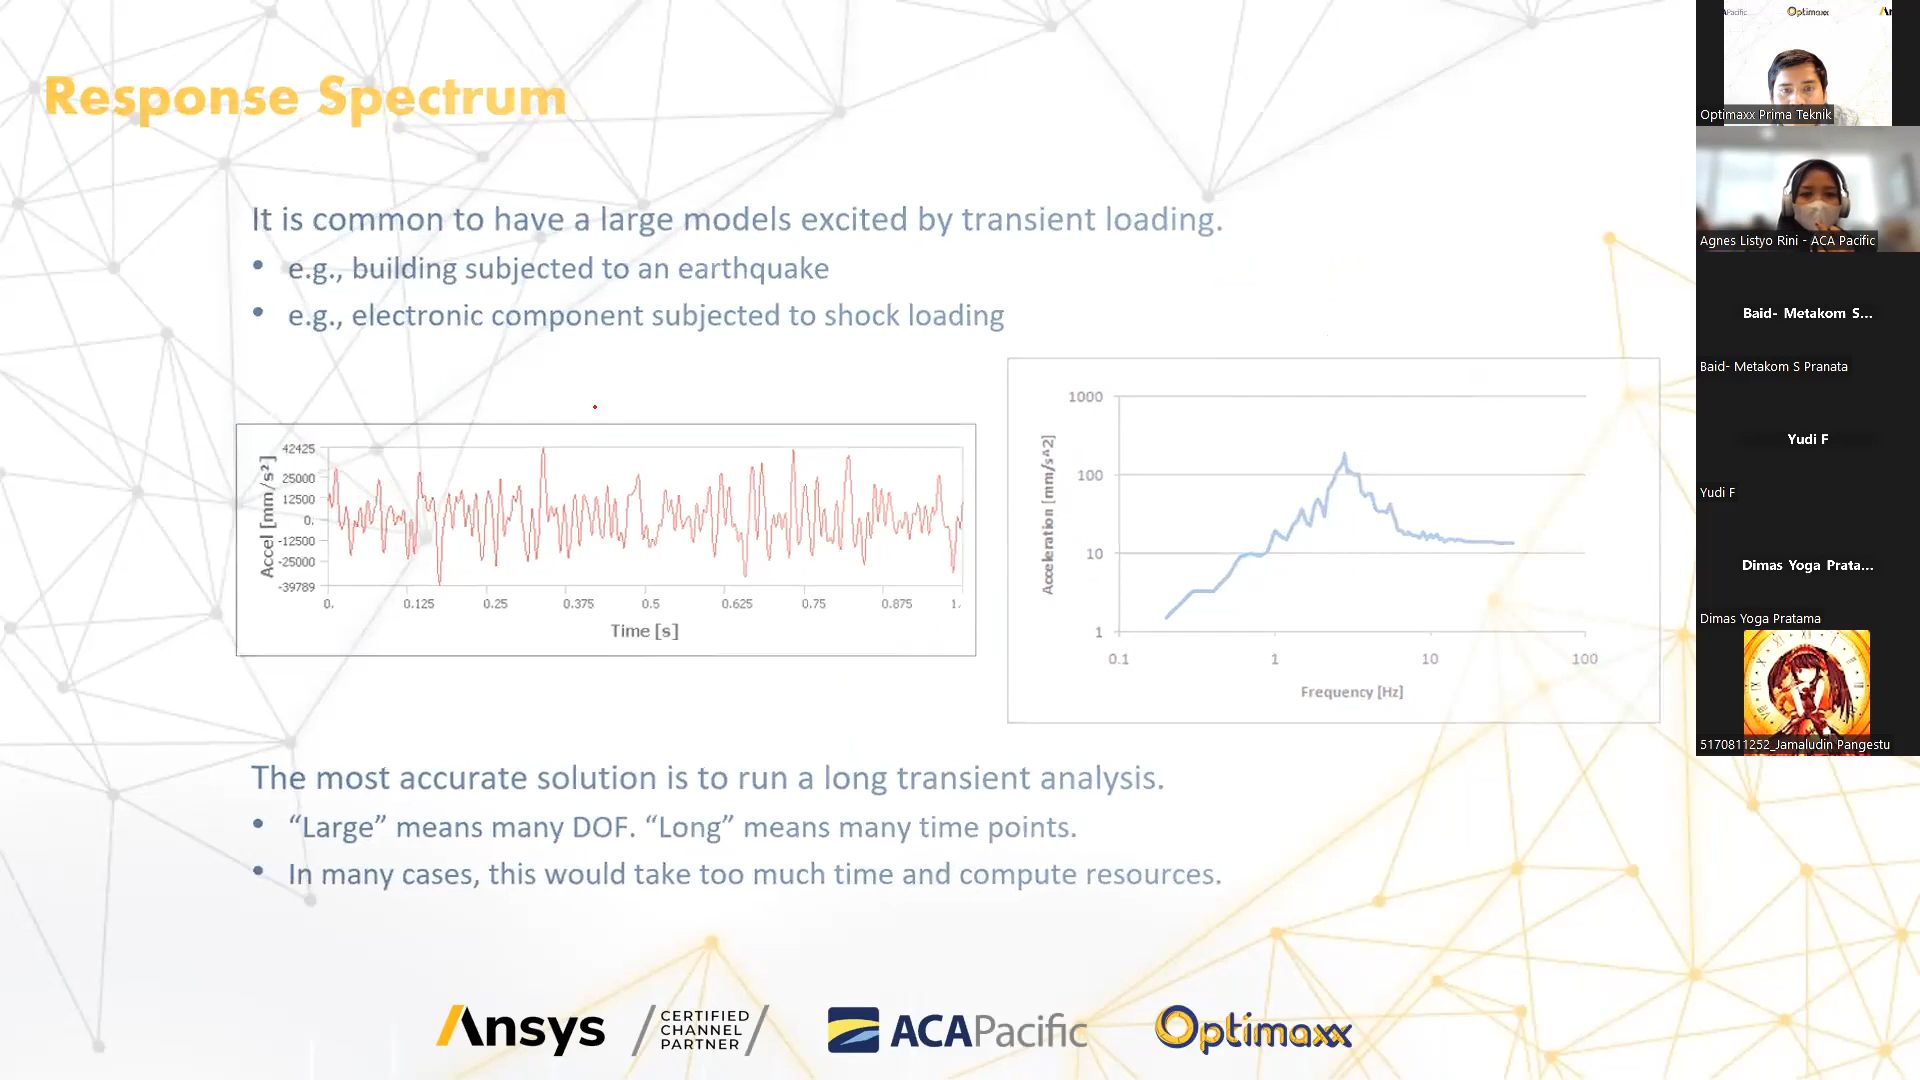 Response Spectrum
It is common to have a large models excited by transient loading.
• e.g., building subjected to an earthquake
• e.g., electronic component subjected to shock loading
Accel [mm/s²]
42425
25000
12500
0.
-12500
-25000
-39789
0. 0.125 0.25 0.375 0.5 0.625 0.75 0.875 1.
Time [s]
Acceleration [mm/s^2]
1000
100
10
1
0.1 1 10 100
Frequency [Hz]
The most accurate solution is to run a long transient analysis.
• “Large” means many DOF. “Long” means many time points.
• In many cases, this would take too much time and compute resources.
Ansys
CERTIFIED
CHANNEL
PARTNER
ACAPacific
Optimaxx
Pacific Optimaxx
Optimaxx Prima Teknik
Agnes Listyo Rini - ACA Pacific
Baid- Metakom S...
Baid- Metakom S Pranata
Yudi F
Yudi F
Dimas Yoga Prata...
Dimas Yoga Pratama
5170811252_Jamaludin Pangestu